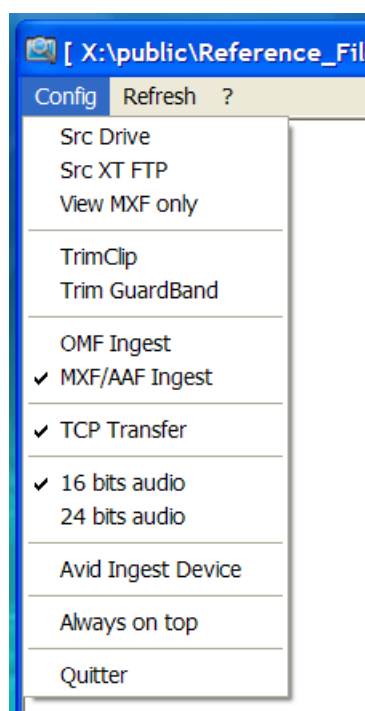 [ X:\public\Reference_Fil
Config Refresh ?
Src Drive
Src XT FTP
View MXF only
TrimClip
Trim GuardBand
OMF Ingest
MXF/AAF Ingest
TCP Transfer
16 bits audio
24 bits audio
Avid Ingest Device
Always on top
Quitter